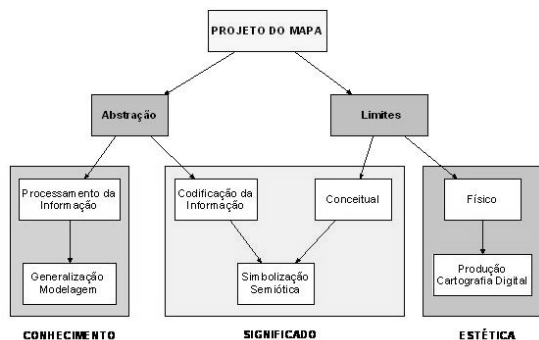 PROJETO DO MAPA
Abstração
Limites
Processamento da
Informação
Codificação da
Informação
Conceitual
Físico
Generalização
Modelagem
Simbolização
Semiótica
Produção
Cartografia Digital
CONHECIMENTO
SIGNIFICADO
ESTÉTICA